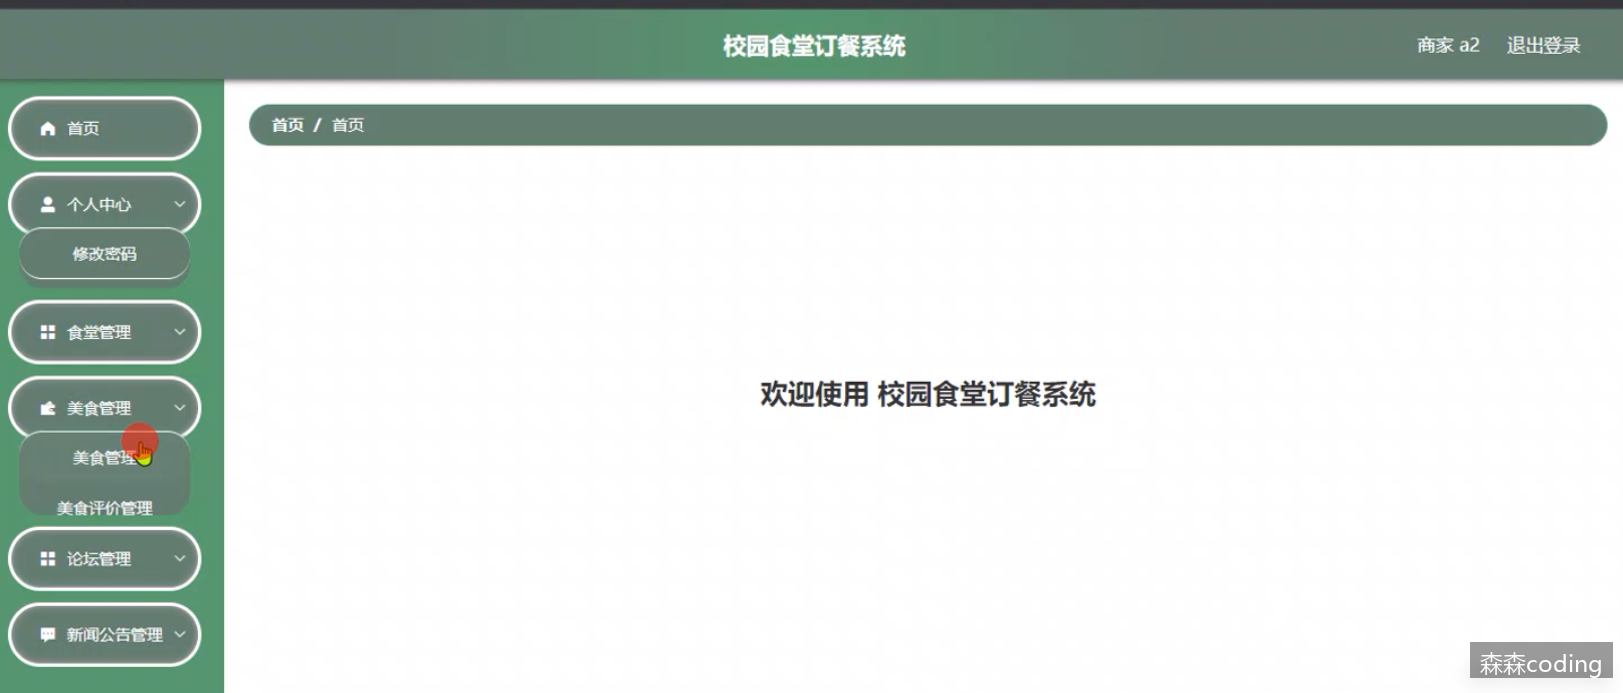 校园食堂订餐系统
商家 a2 退出登录
首页
首页 / 首页
个人中心
修改密码
食堂管理
欢迎使用 校园食堂订餐系统
美食管理
美食管理
美食评价管理
论坛管理
新闻公告管理
森森coding